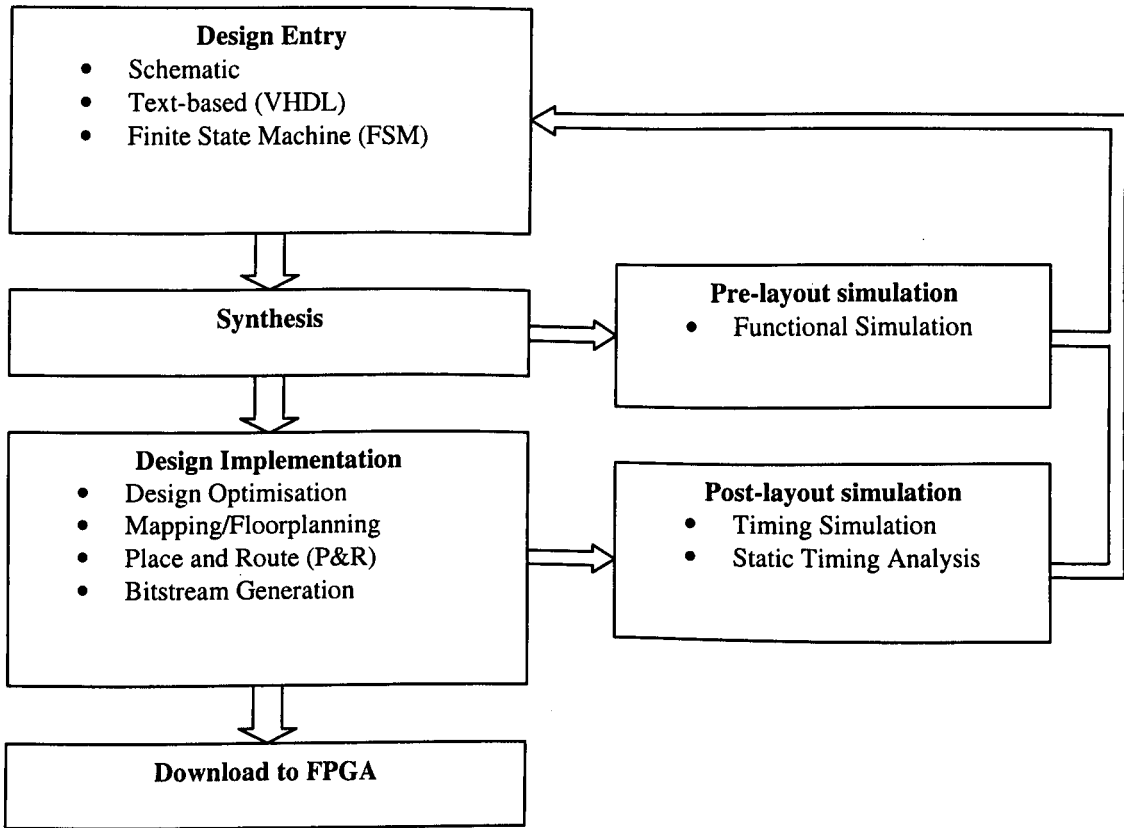 Design Entry
• Schematic
• Text-based (VHDL)
• Finite State Machine (FSM)
Synthesis
Pre-layout simulation
• Functional Simulation
Design Implementation
• Design Optimisation
• Mapping/Floorplanning
• Place and Route (P&R)
• Bitstream Generation
Post-layout simulation
• Timing Simulation
• Static Timing Analysis
Download to FPGA